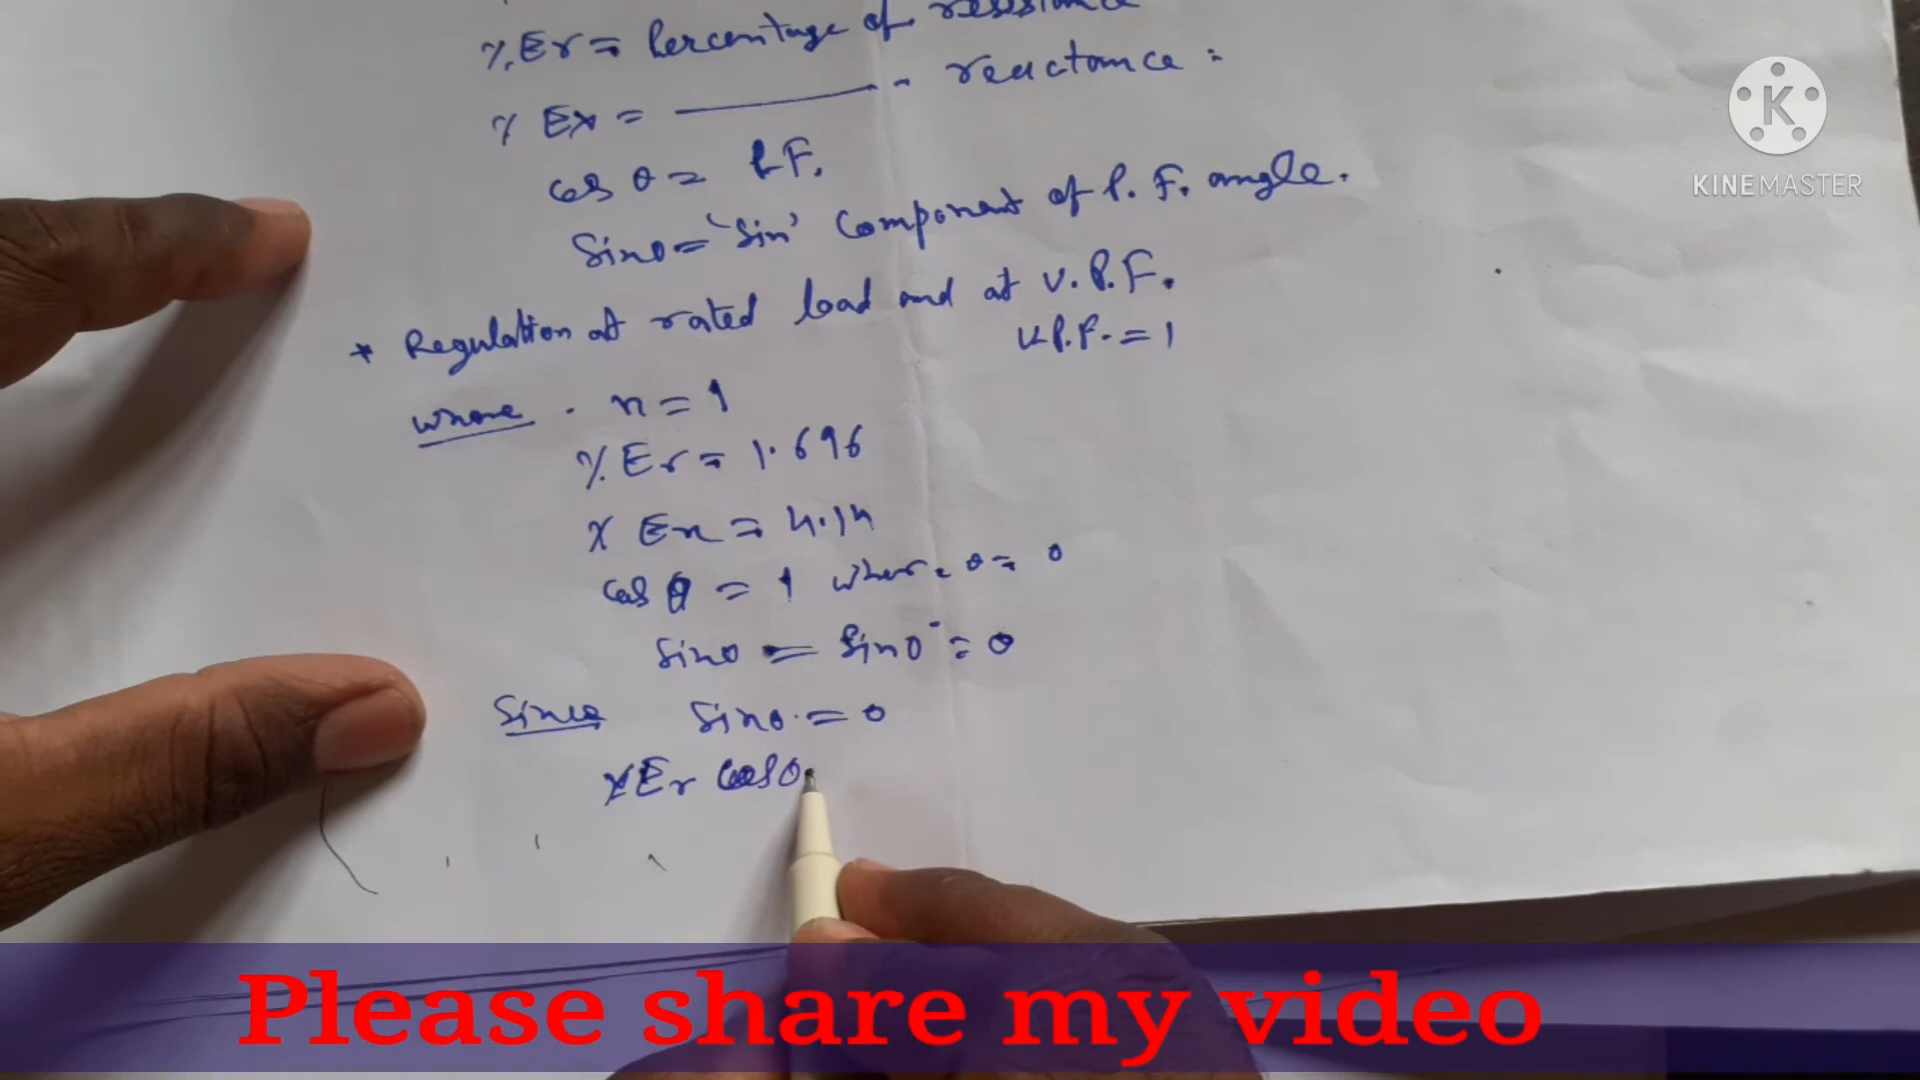 %Er = Percentage of resistance
% Ex = ———— - reactance :
cos θ = P.F.
Sinθ = 'Sin' Component of P. F. angle.
* Regulation at rated load and at U.P.F.
U.P.F. = 1
where . n = 1
% Er = 1.696
% Ex = 4.14
cos θ = 1 where θ = 0
Sinθ = Sin0° = 0
Since Sinθ = 0
%Er cosθ
K
KINEMASTER
Please share my video